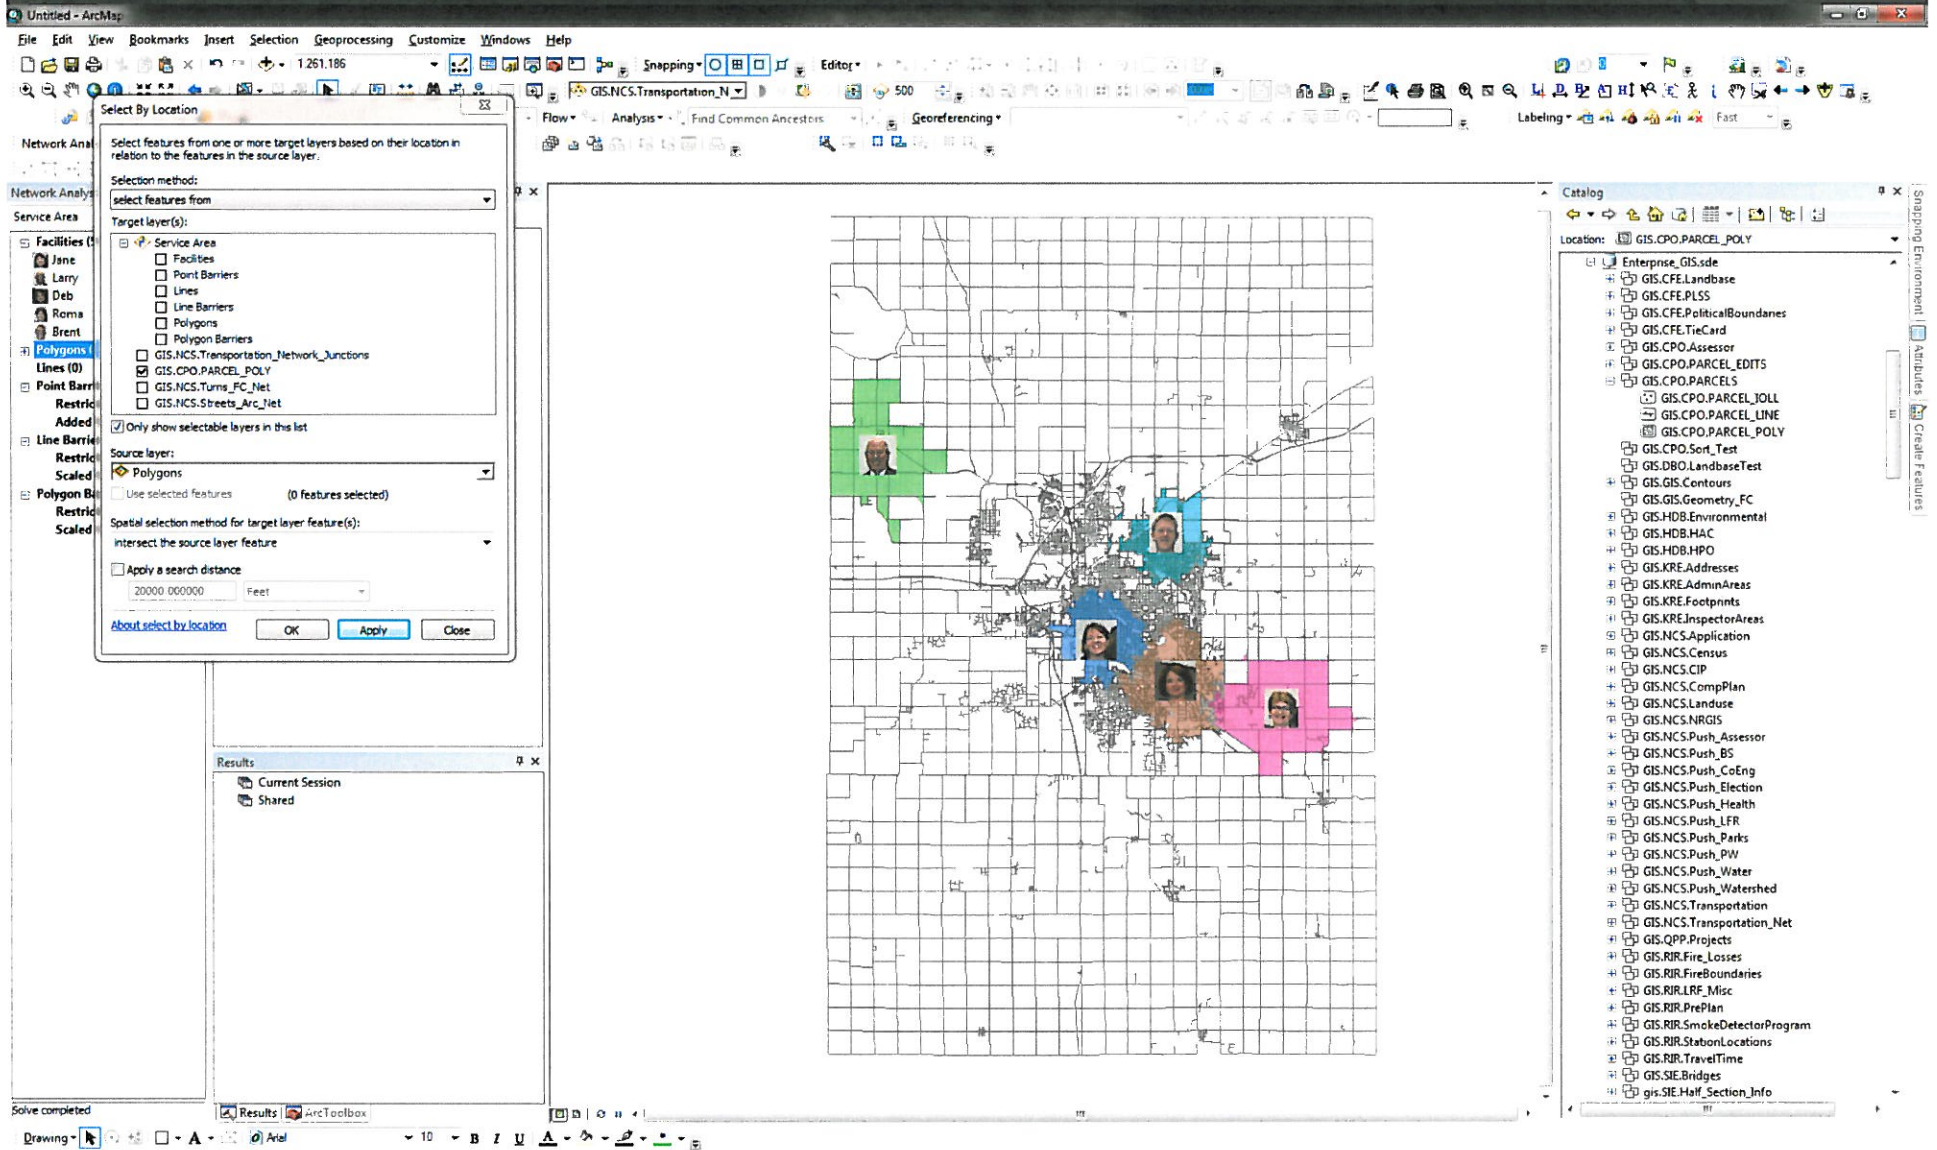 Untitled - ArcMap
File Edit View Bookmarks Insert Selection Geoprocessing Customize Windows Help
1:261,186
Snapping
Editor
GIS.NCS.Transportation_N
500
Flow Analysis Find Common Ancestors
Georeferencing
Labeling
Fast
Network Anal
Select By Location
Select features from one or more target layers based on their location in
relation to the features in the source layer.
Selection method:
select features from
Target layer(s):
Service Area
Facilities
Point Barriers
Lines
Line Barriers
Polygons
Polygon Barriers
GIS.NCS.Transportation_Network_Junctions
GIS.CPO.PARCEL_POLY
GIS.NCS.Turns_FC_Net
GIS.NCS.Streets_Arc_Net
Only show selectable layers in this list
Source layer:
Polygons
Use selected features (0 features selected)
Spatial selection method for target layer feature(s):
intersect the source layer feature
Apply a search distance
20000.000000 Feet
About select by location
OK Apply Close
Network Analys
Service Area
Facilities (
Jane
Larry
Deb
Roma
Brent
Polygons (
Lines (0)
Point Barri
Restric
Added
Line Barrie
Restric
Scaled
Polygon Ba
Restric
Scaled
Solve completed
Results
Current Session
Shared
Results ArcToolbox
Drawing
Arial
10
B I U A
Catalog
Location: GIS.CPO.PARCEL_POLY
Enterprise_GIS.sde
GIS.CFE.Landbase
GIS.CFE.PLSS
GIS.CFE.PoliticalBoundaries
GIS.CFE.TieCard
GIS.CPO.Assessor
GIS.CPO.PARCEL_EDITS
GIS.CPO.PARCELS
GIS.CPO.PARCEL_IOLL
GIS.CPO.PARCEL_LINE
GIS.CPO.PARCEL_POLY
GIS.CPO.Sort_Test
GIS.DBO.LandbaseTest
GIS.GIS.Contours
GIS.GIS.Geometry_FC
GIS.HDB.Environmental
GIS.HDB.HAC
GIS.HDB.HPO
GIS.KRE.Addresses
GIS.KRE.AdminAreas
GIS.KRE.Footprints
GIS.KRE.InspectorAreas
GIS.NCS.Application
GIS.NCS.Census
GIS.NCS.CIP
GIS.NCS.CompPlan
GIS.NCS.Landuse
GIS.NCS.NRGIS
GIS.NCS.Push_Assessor
GIS.NCS.Push_BS
GIS.NCS.Push_CoEng
GIS.NCS.Push_Election
GIS.NCS.Push_Health
GIS.NCS.Push_LFR
GIS.NCS.Push_Parks
GIS.NCS.Push_PW
GIS.NCS.Push_Water
GIS.NCS.Push_Watershed
GIS.NCS.Transportation
GIS.NCS.Transportation_Net
GIS.QPP.Projects
GIS.RIR.Fire_Losses
GIS.RIR.FireBoundaries
GIS.RIR.LRF_Misc
GIS.RIR.PrePlan
GIS.RIR.SmokeDetectorProgram
GIS.RIR.StationLocations
GIS.RIR.TravelTime
GIS.SIE.Bridges
gis.SIE.Half_Section_Info
Snapping Environment
Attributes
Create Features